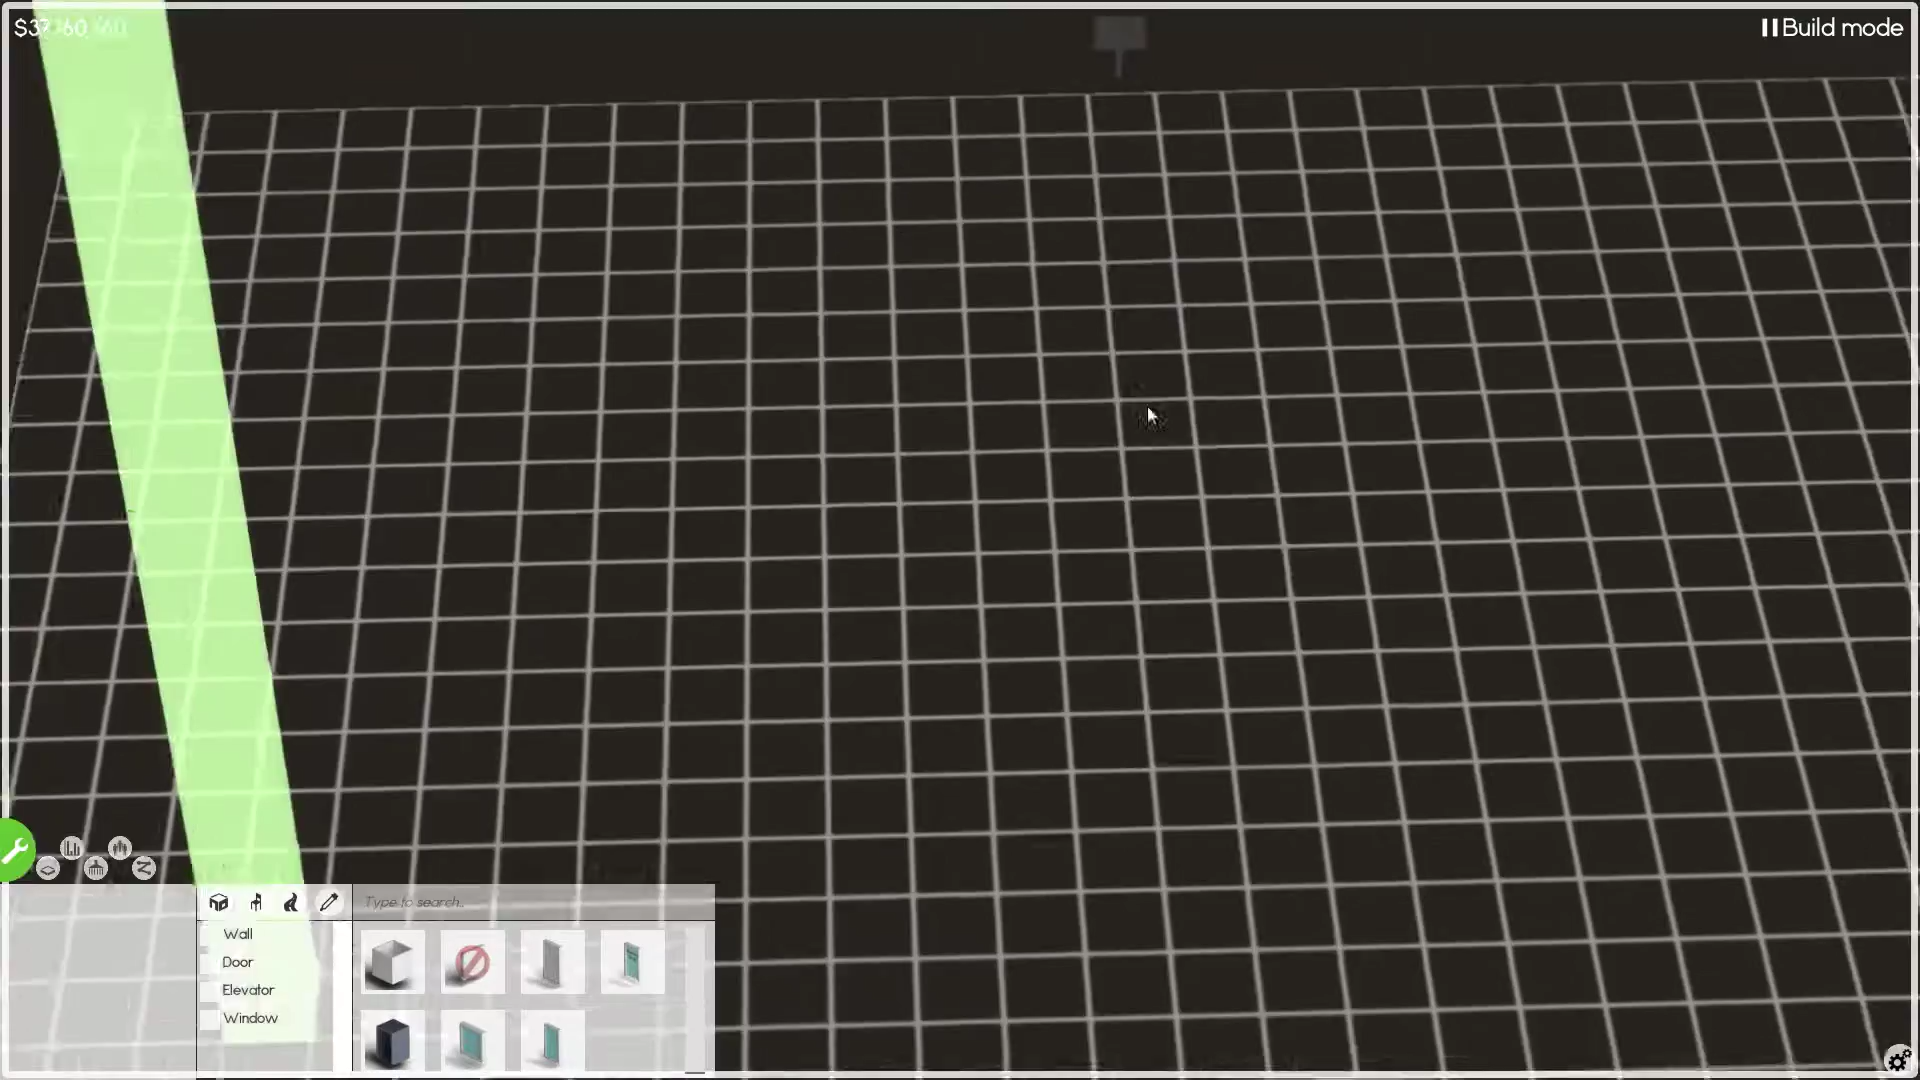 Build mode
Type to search..
Wall
Door
Elevator
Window